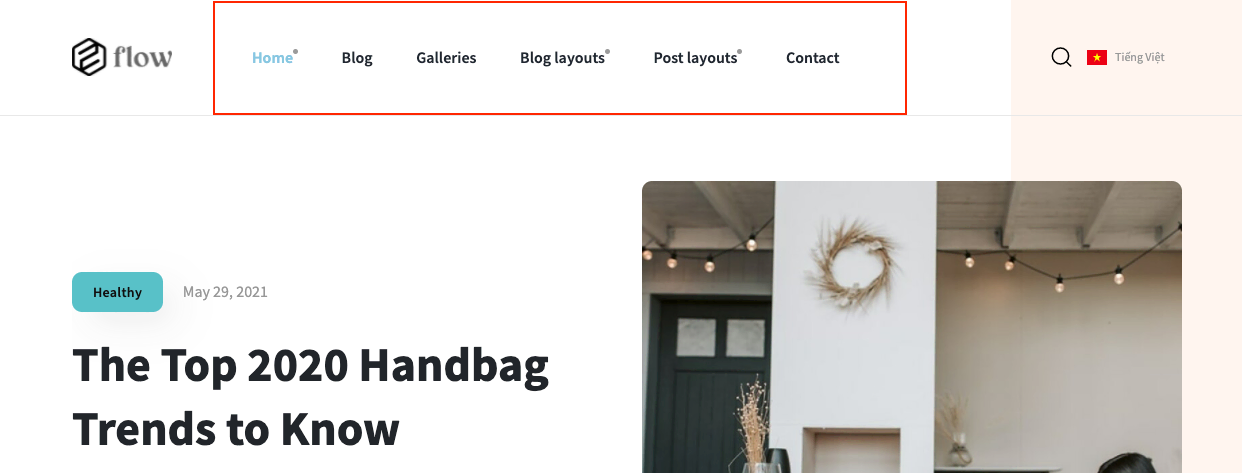 flow
Home Blog Galleries Blog layouts Post layouts Contact
Tiếng Việt
Healthy May 29, 2021
The Top 2020 Handbag
Trends to Know